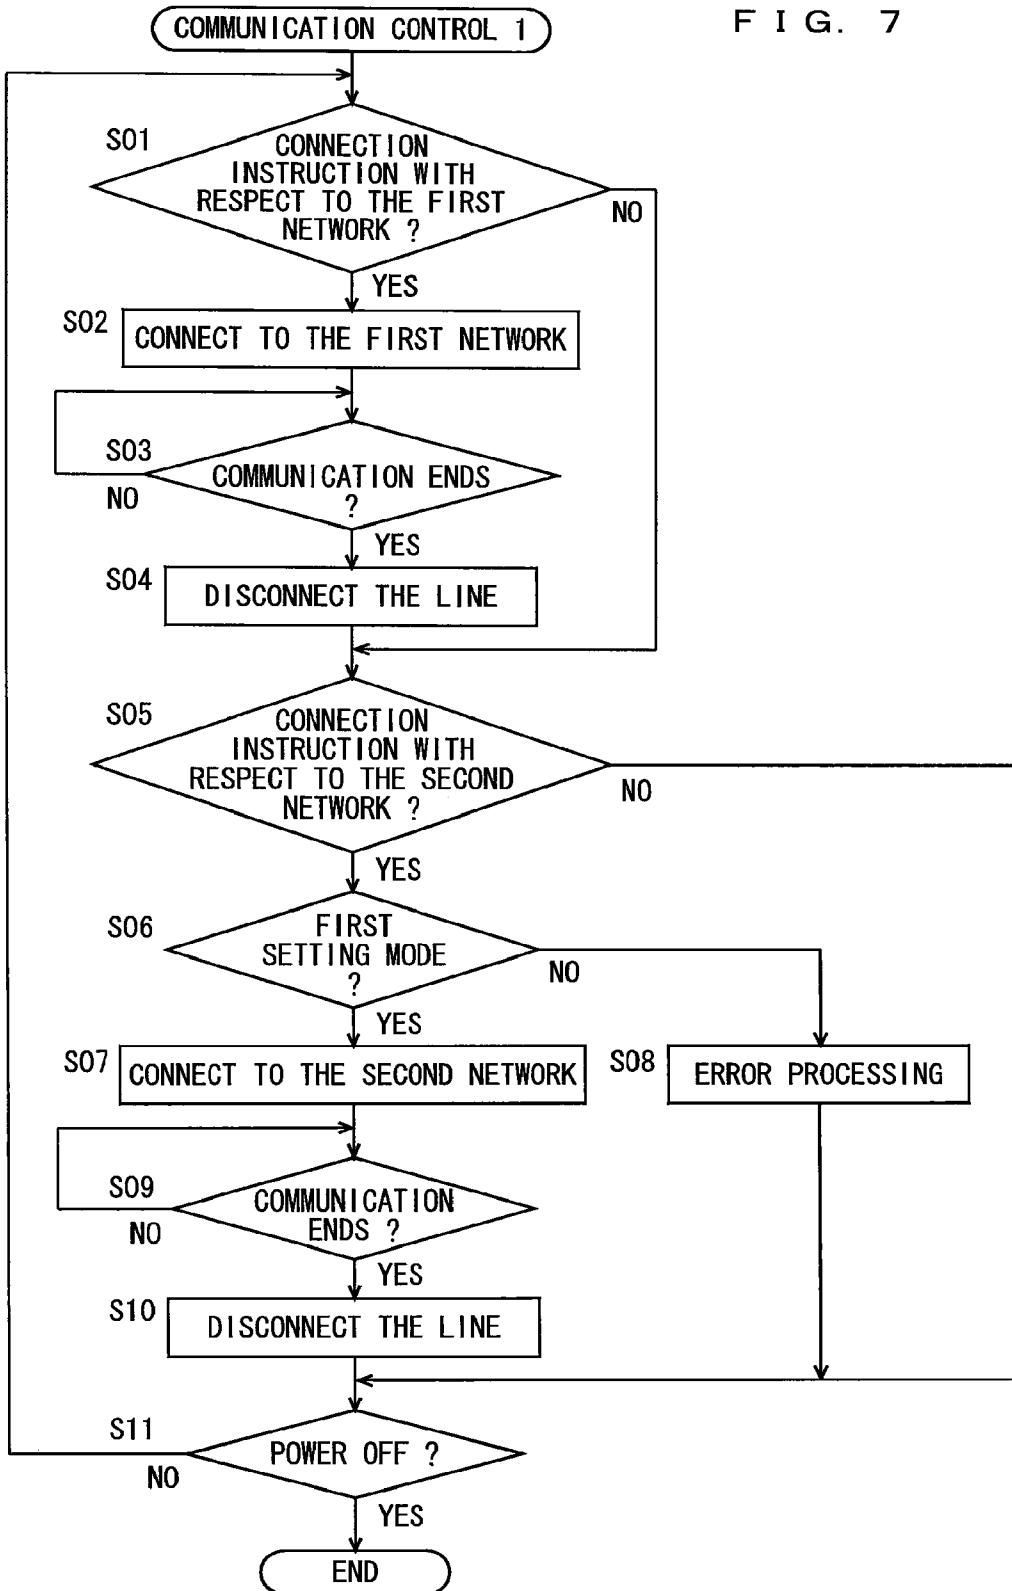 COMMUNICATION CONTROL 1
FIG. 7
S01
CONNECTION
INSTRUCTION WITH
RESPECT TO THE FIRST
NETWORK ?
NO
YES
S02
CONNECT TO THE FIRST NETWORK
S03
COMMUNICATION ENDS
?
NO
YES
S04
DISCONNECT THE LINE
S05
CONNECTION
INSTRUCTION WITH
RESPECT TO THE SECOND
NETWORK ?
NO
YES
S06
FIRST
SETTING MODE
?
NO
YES
S07
CONNECT TO THE SECOND NETWORK
S08
ERROR PROCESSING
S09
COMMUNICATION
ENDS ?
NO
YES
S10
DISCONNECT THE LINE
S11
POWER OFF ?
NO
YES
END